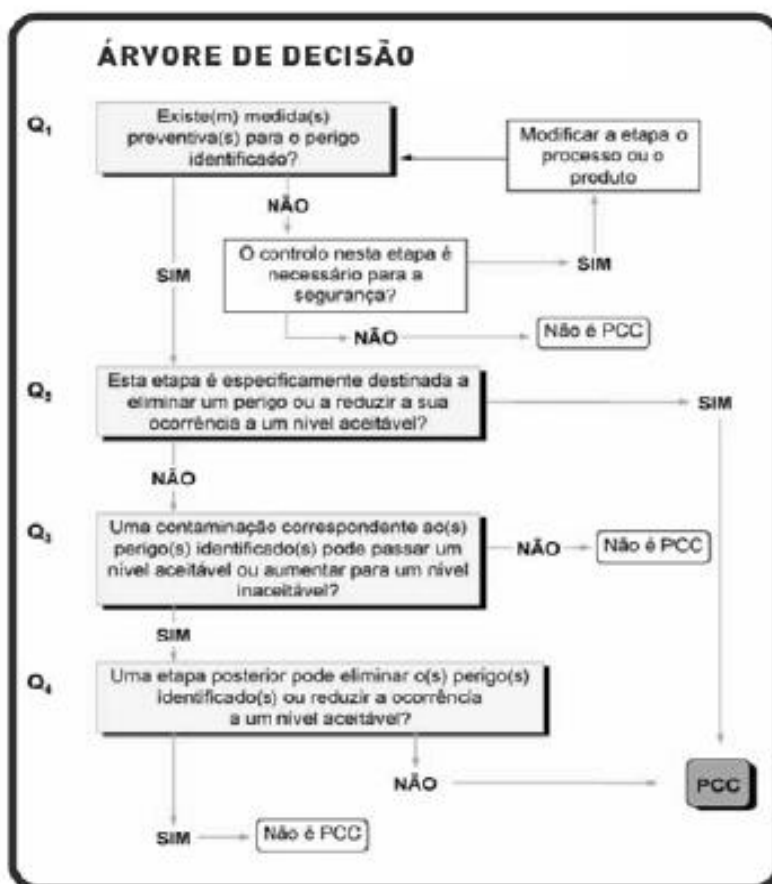 ÁRVORE DE DECISÃO
Q1
Existe(m) medida(s)
preventiva(s) para o perigo
identificado?
Modificar a etapa o
processo ou o
produto
NÃO
SIM
O controlo nesta etapa é
necessário para a
segurança?
SIM
NÃO
Não é PCC
Esta etapa é especificamente destinada a
eliminar um perigo ou a reduzir a sua
ocorrência a um nível aceitável?
SIM
NÃO
Q3
Uma contaminação correspondente ao(s)
perigo(s) identificado(s) pode passar um
nível aceitável ou aumentar para um nível
inaceitável?
NÃO
Não é PCC
SIM
Q4
Uma etapa posterior pode eliminar o(s) perigo(s)
identificado(s) ou reduzir a ocorrência
a um nível aceitável?
NÃO
PCC
SIM
Não é PCC